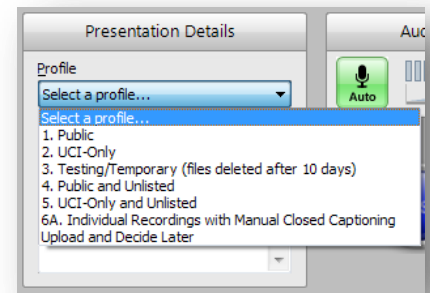 Presentation Details
Aud
Profile
Select a profile...
Auto
Select a profile...
1. Public
2. UCI-Only
3. Testing/Temporary (files deleted after 10 days)
4. Public and Unlisted
5. UCI-Only and Unlisted
6A. Individual Recordings with Manual Closed Captioning
Upload and Decide Later